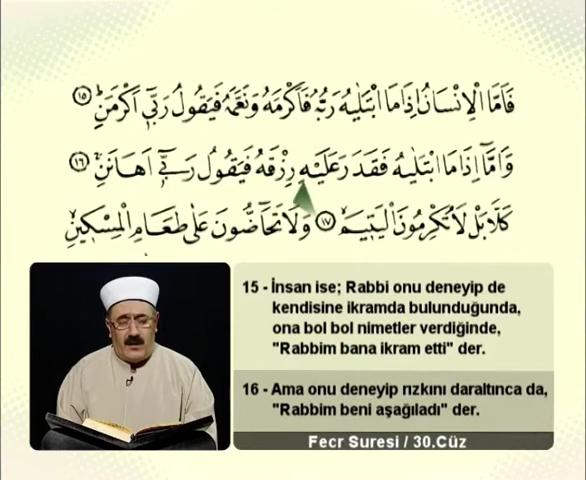 فَاَمَّا الْاِنْسَانُ اِذَا مَا ابْتَلٰيهُ رَبُّهُ فَاَكْرَمَهُ وَنَعَّمَهُ فَيَقُولُ رَبّٖٓي اَكْرَمَنِ ١٥
وَاَمَّٓا اِذَا مَا ابْتَلٰيهُ فَقَدَرَ عَلَيْهِ رِزْقَهُ فَيَقُولُ رَبّٖٓي اَهَانَنِ ١٦
كَلَّا بَلْ لَا تُكْرِمُونَ الْيَتٖيمَ ١٧ وَلَا تَحَٓاضُّونَ عَلٰى طَعَامِ الْمِسْكٖينِ
15 - İnsan ise; Rabbi onu deneyip de
kendisine ikramda bulunduğunda,
ona bol bol nimetler verdiğinde,
"Rabbim bana ikram etti" der.
16 - Ama onu deneyip rızkını daraltınca da,
"Rabbim beni aşağıladı" der.
Fecr Suresi / 30.Cüz